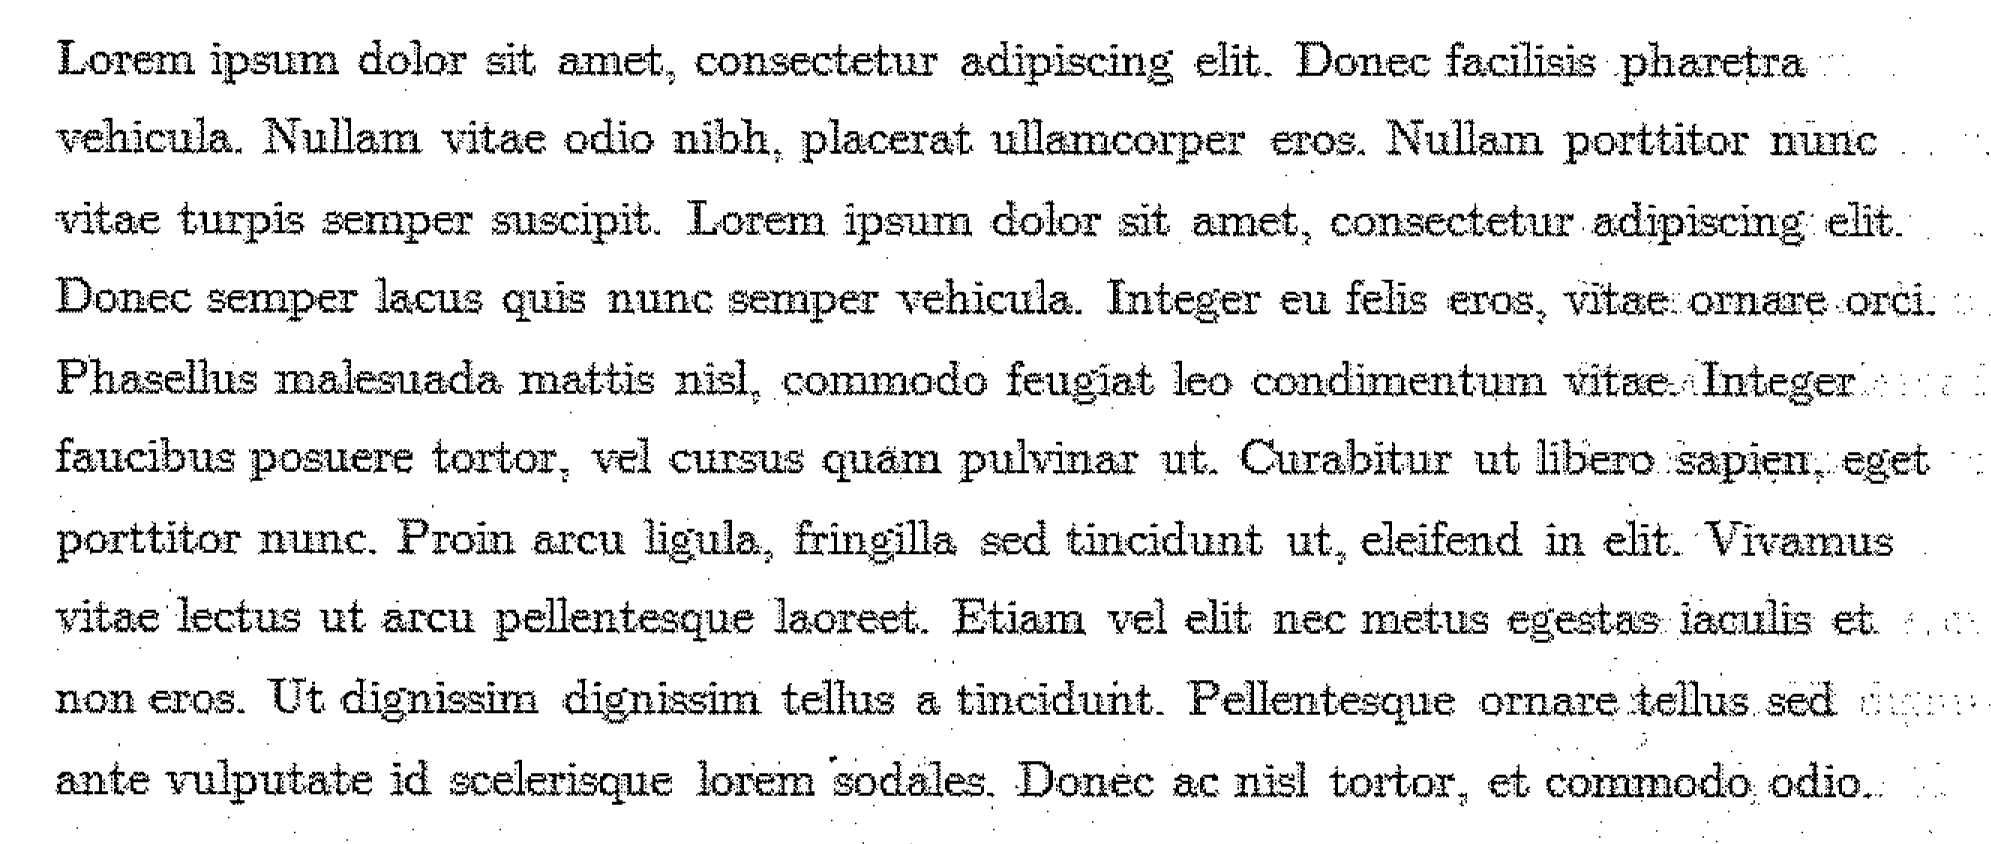 Lorem ipsum dolor sit amet, consectetur adipiscing elit. Donec facilisis pharetra
vehicula. Nullam vitae odio nibh, placerat ullamcorper eros. Nullam porttitor nunc
vitae turpis semper suscipit. Lorem ipsum dolor sit amet, consectetur adipiscing elit.
Donec semper lacus quis nunc semper vehicula. Integer eu felis eros, vitae ornare orci.
Phasellus malesuada mattis nisl, commodo feugiat leo condimentum vitae. Integer
faucibus posuere tortor, vel cursus quam pulvinar ut. Curabitur ut libero sapien, eget
porttitor nunc. Proin arcu ligula, fringilla sed tincidunt ut, eleifend in elit. Vivamus
vitae lectus ut arcu pellentesque laoreet. Etiam vel elit nec metus egestas iaculis et
non eros. Ut dignissim dignissim tellus a tincidunt. Pellentesque ornare tellus sed
ante vulputate id scelerisque lorem sodales. Donec ac nisl tortor, et commodo odio.